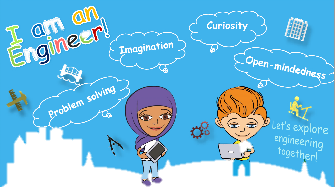 I am an
Engineer!
Curiosity
Imagination
Open-mindedness
Problem solving
Let's explore
engineering
together!